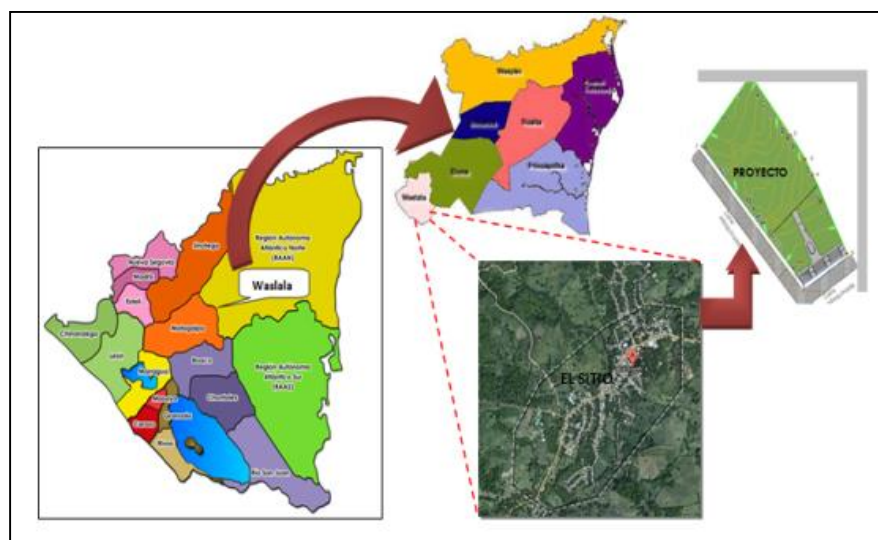 Nueva Segovia
Madriz
Estelí
Jinotega
Región Autónoma
Atlántico Norte
(RAAN)
Waslala
Chinandega
León
Matagalpa
Managua
Boaco
Región Autónoma
Atlántico Sur
(RAAS)
Masaya
Chontales
Carazo
Granada
Rivas
Río San Juan
Waspán
Rosita
Siuna
Prinzapolka
Waslala
EL SITIO
PROYECTO